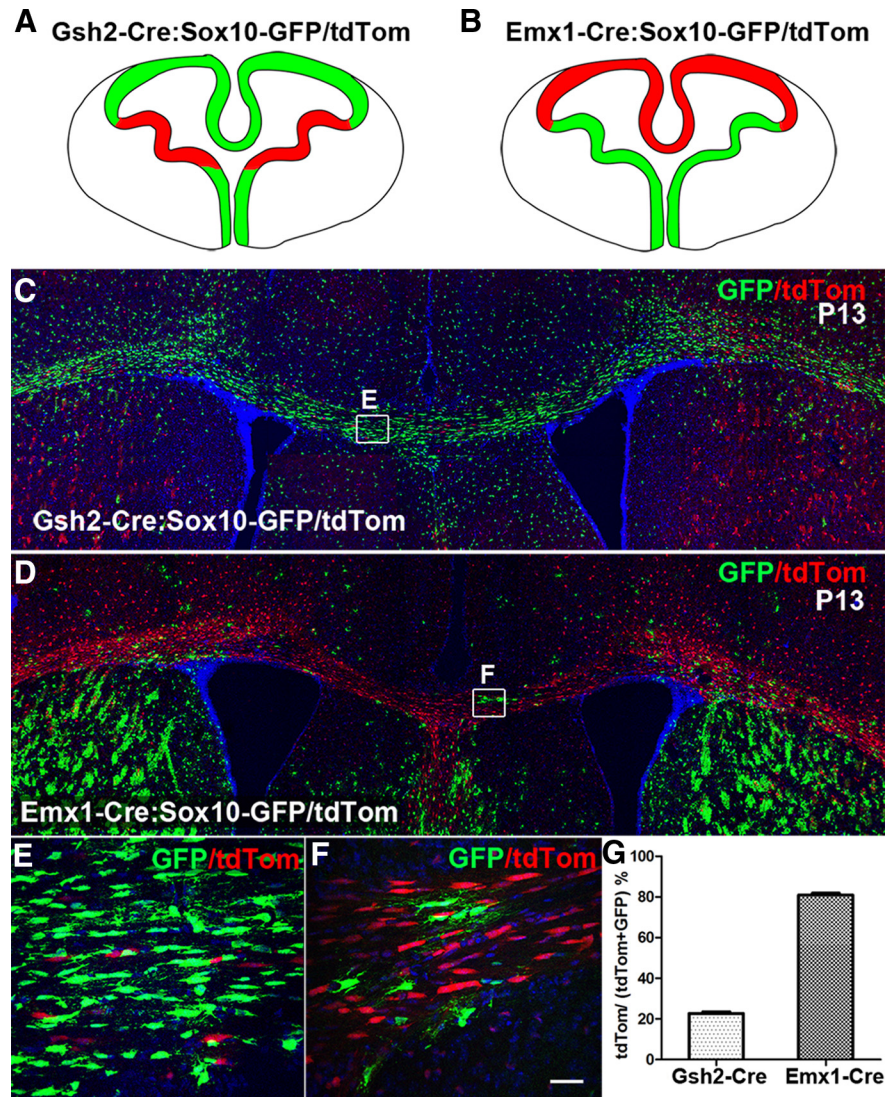 A Gsh2-Cre:Sox10-GFP/tdTom
B Emx1-Cre:Sox10-GFP/tdTom
C
GFP/tdTom
P13
E
Gsh2-Cre:Sox10-GFP/tdTom
D
GFP/tdTom
P13
F
Emx1-Cre:Sox10-GFP/tdTom
E GFP/tdTom
F GFP/tdTom
G
tdTom/ (tdTom+GFP) %
100
80
60
40
20
0
Gsh2-Cre Emx1-Cre